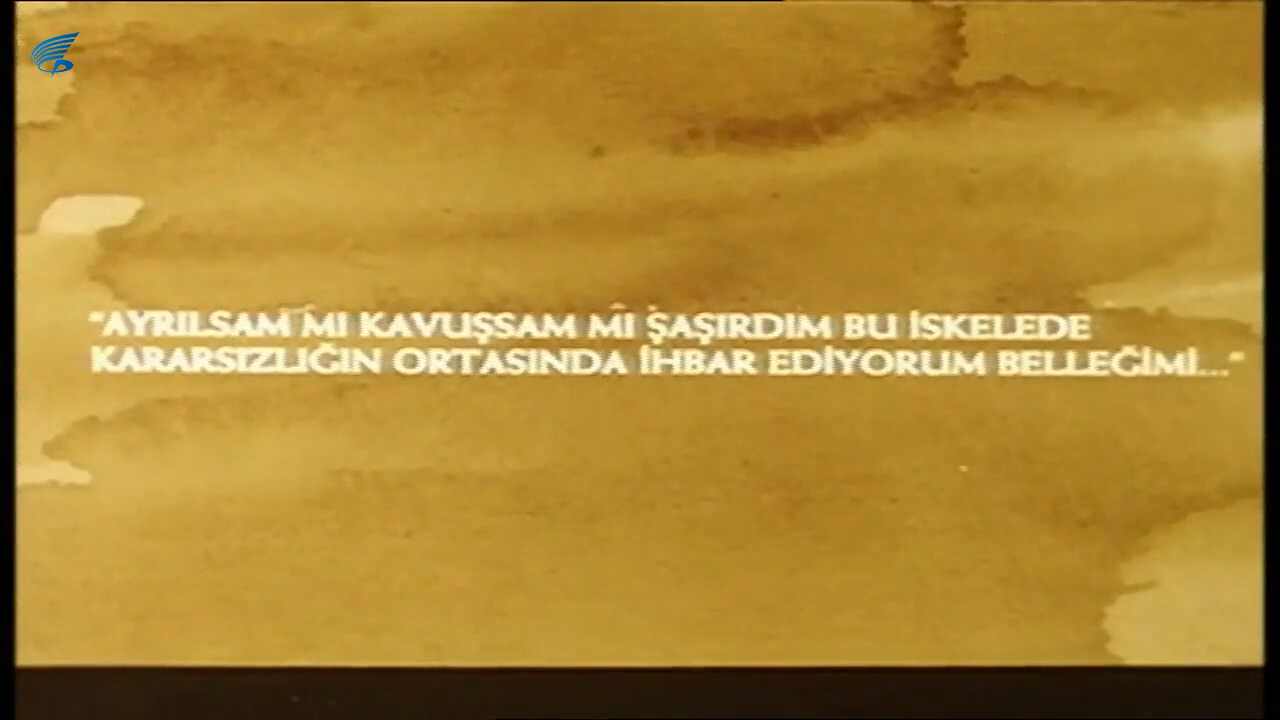 "AYRILSAM MI KAVUŞSAM MI ŞAŞIRDIM BU İSKELEDE
KARARSIZLIĞIN ORTASINDA İHBAR EDİYORUM BELLEĞİMİ..."